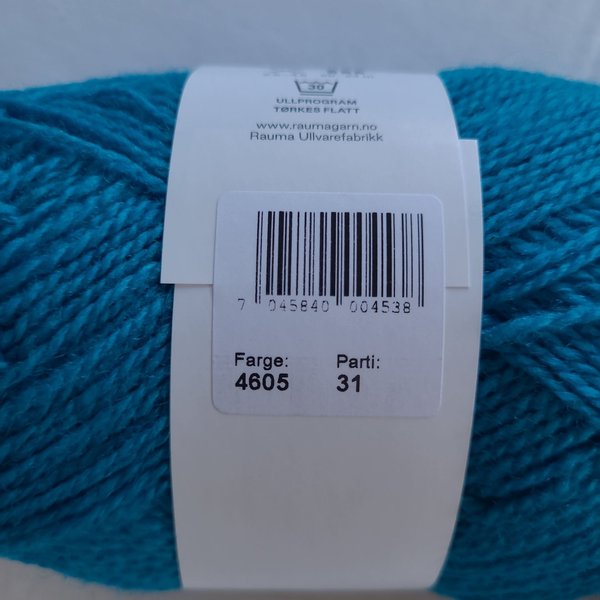 30
ULLPROGRAM
TØRKES FLATT
www.raumagarn.no
Rauma Ullvarefabrikk
7 045840 004538
Farge: Parti:
4605 31